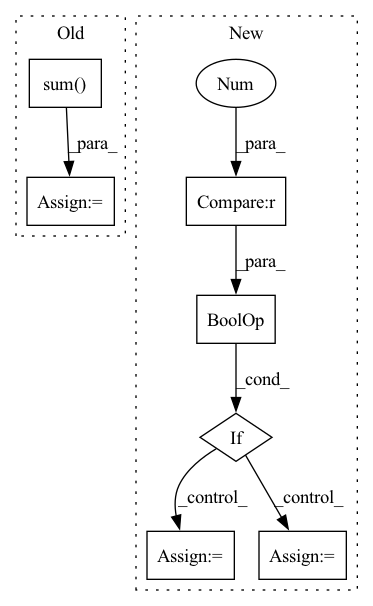 Old
New
sum()
Num
_para_
_para_
Assign:=
Compare:r
_para_
BoolOp
_cond_
If
_control_
_control_
Assign:=
Assign:=